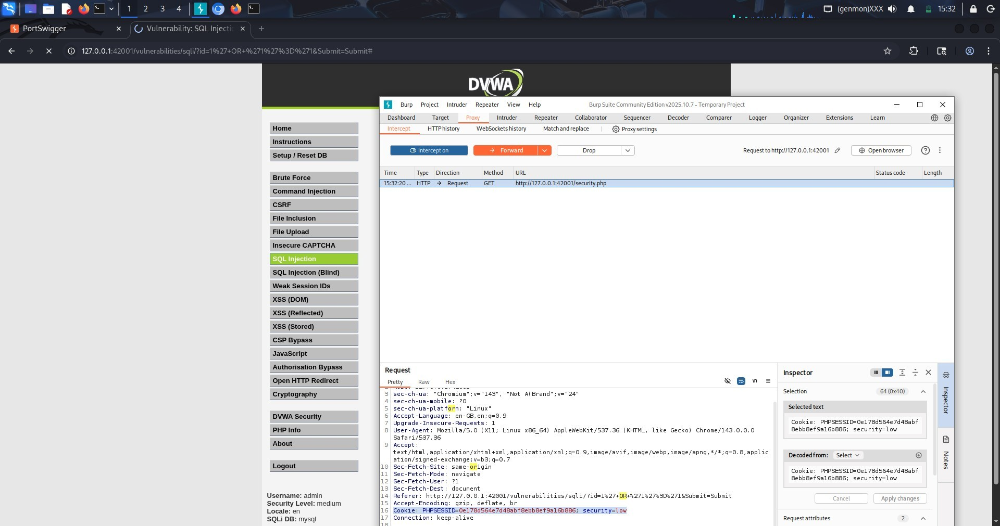 1 2 3 4 (genmon)XXX 15:32
PortSwigger Vulnerability: SQL Injectio
127.0.0.1:42001/vulnerabilities/sqli/?id=1%27+OR+%271%27%3D%271&Submit=Submit#
DVWA
Home
Instructions
Setup / Reset DB
Brute Force
Command Injection
CSRF
File Inclusion
File Upload
Insecure CAPTCHA
SQL Injection
SQL Injection (Blind)
Weak Session IDs
XSS (DOM)
XSS (Reflected)
XSS (Stored)
CSP Bypass
JavaScript
Authorisation Bypass
Open HTTP Redirect
Cryptography
DVWA Security
PHP Info
About
Logout
Username: admin
Security Level: medium
Locale: en
SQLi DB: mysql
Burp Project Intruder Repeater View Help Burp Suite Community Edition v2025.10.7 - Temporary Project
Dashboard Target Proxy Intruder Repeater Collaborator Sequencer Decoder Comparer Logger Organizer Extensions Learn
Intercept HTTP history WebSockets history Match and replace Proxy settings
Intercept on Forward Drop Request to http://127.0.0.1:42001 Open browser
Time Type Direction Method URL Status code Length
15:32:20 ... HTTP Request GET http://127.0.0.1:42001/security.php
Request
Pretty Raw Hex \n
3 sec-ch-ua: "Chromium";v="143", "Not A(Brand";v="24"
4 sec-ch-ua-mobile: ?0
5 sec-ch-ua-platform: "Linux"
6 Accept-Language: en-GB,en;q=0.9
7 Upgrade-Insecure-Requests: 1
8 User-Agent: Mozilla/5.0 (X11; Linux x86_64) AppleWebKit/537.36 (KHTML, like Gecko) Chrome/143.0.0.0
Safari/537.36
9 Accept:
text/html,application/xhtml+xml,application/xml;q=0.9,image/avif,image/webp,image/apng,*/*;q=0.8,applic
ation/signed-exchange;v=b3;q=0.7
10 Sec-Fetch-Site: same-origin
11 Sec-Fetch-Mode: navigate
12 Sec-Fetch-User: ?1
13 Sec-Fetch-Dest: document
14 Referer: http://127.0.0.1:42001/vulnerabilities/sqli/?id=1%27+OR+%271%27%3D%271&Submit=Submit
15 Accept-Encoding: gzip, deflate, br
16 Cookie: PHPSESSID=0e178d564e7d48abf8ebb8ef9a16b886; security=low
17 Connection: keep-alive
18
Inspector
Selection 64 (0x40)
Selected text
Cookie: PHPSESSID=0e178d564e7d48abf
8ebb8ef9a16b886; security=low
Decoded from: Select
Cookie: PHPSESSID=0e178d564e7d48abf
8ebb8ef9a16b886; security=low
Cancel Apply changes
Request attributes 2
Inspector
Notes